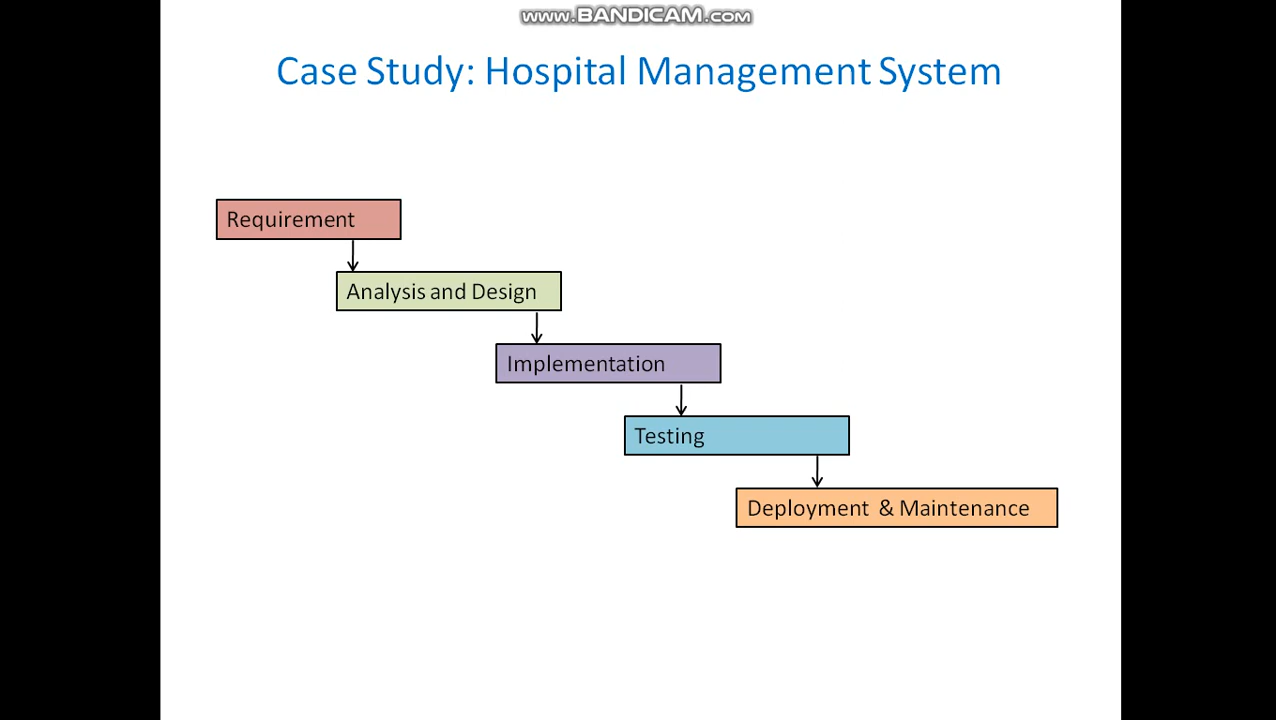 www.BANDICAM.com
Case Study: Hospital Management System
Requirement
Analysis and Design
Implementation
Testing
Deployment & Maintenance